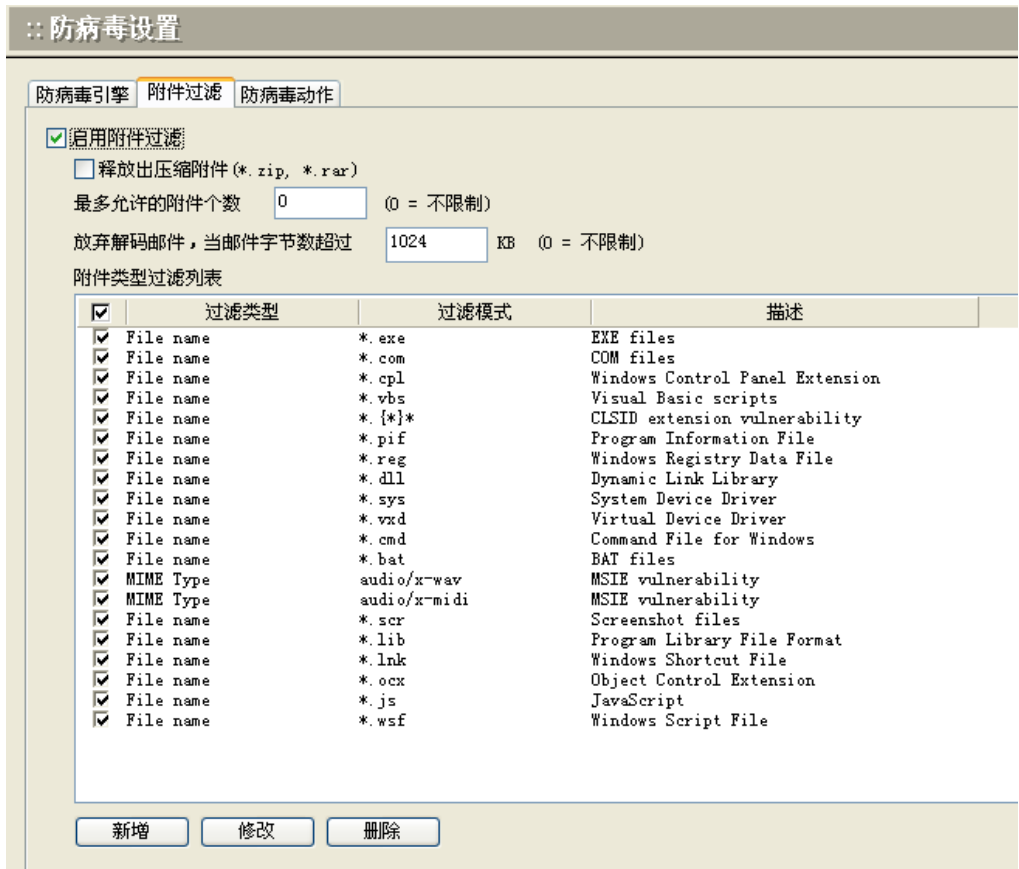 :: 防病毒设置
防病毒引擎 附件过滤 防病毒动作
启用附件过滤
释放出压缩附件(*.zip, *.rar)
最多允许的附件个数 0 (0 = 不限制)
放弃解码邮件，当邮件字节数超过 1024 KB (0 = 不限制)
附件类型过滤列表
过滤类型 过滤模式 描述
File name *.exe EXE files
File name *.com COM files
File name *.cpl Windows Control Panel Extension
File name *.vbs Visual Basic scripts
File name *.{*}* CLSID extension vulnerability
File name *.pif Program Information File
File name *.reg Windows Registry Data File
File name *.dll Dynamic Link Library
File name *.sys System Device Driver
File name *.vxd Virtual Device Driver
File name *.cmd Command File for Windows
File name *.bat BAT files
MIME Type audio/x-wav MSIE vulnerability
MIME Type audio/x-midi MSIE vulnerability
File name *.scr Screenshot files
File name *.lib Program Library File Format
File name *.lnk Windows Shortcut File
File name *.ocx Object Control Extension
File name *.js JavaScript
File name *.wsf Windows Script File
新增 修改 删除